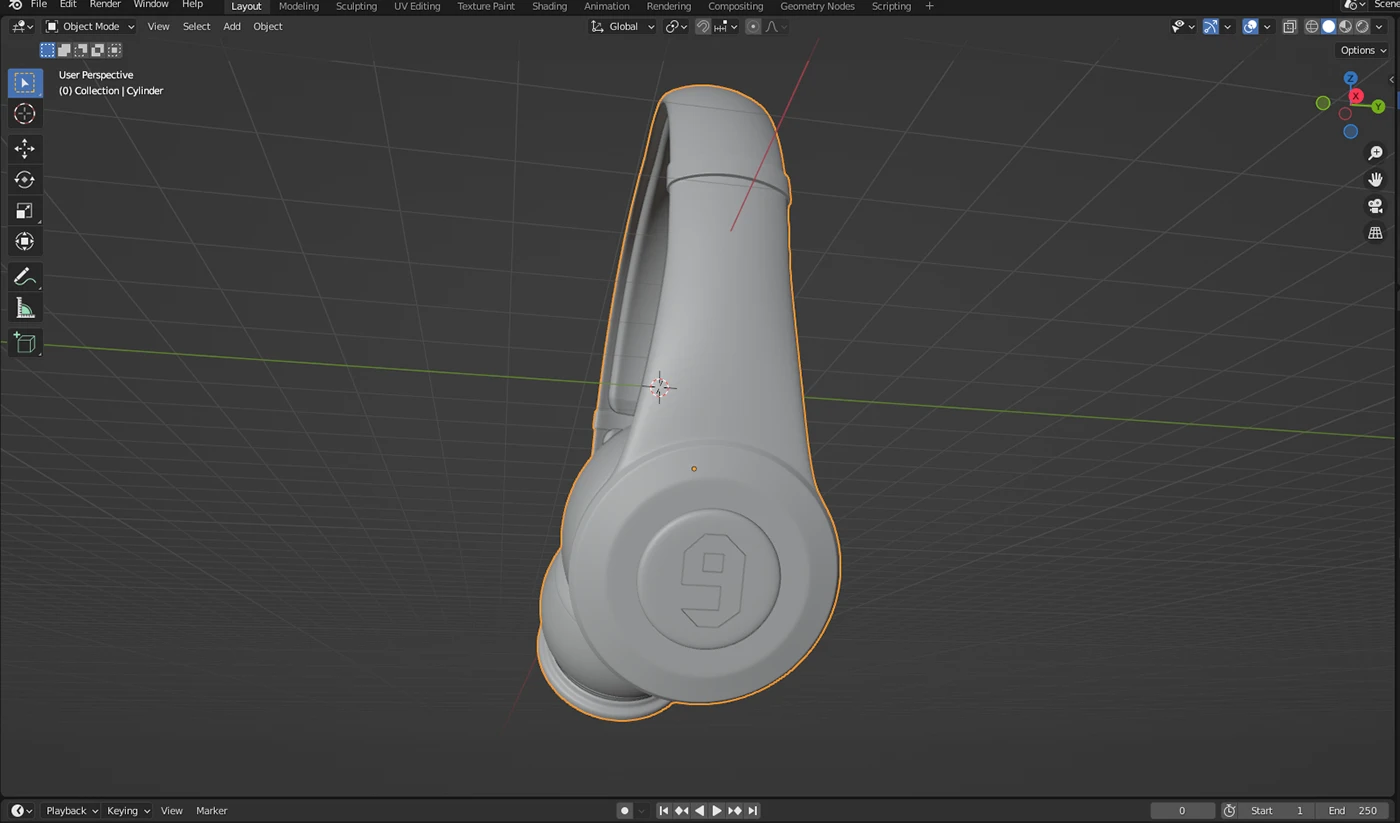 File Edit Render Window Help Layout Modeling Sculpting UV Editing Texture Paint Shading Animation Rendering Compositing Geometry Nodes Scripting + Scene
Object Mode View Select Add Object Global
Options
User Perspective
(0) Collection | Cylinder
Z
X
Y
9
Playback Keying View Marker 0 Start 1 End 250